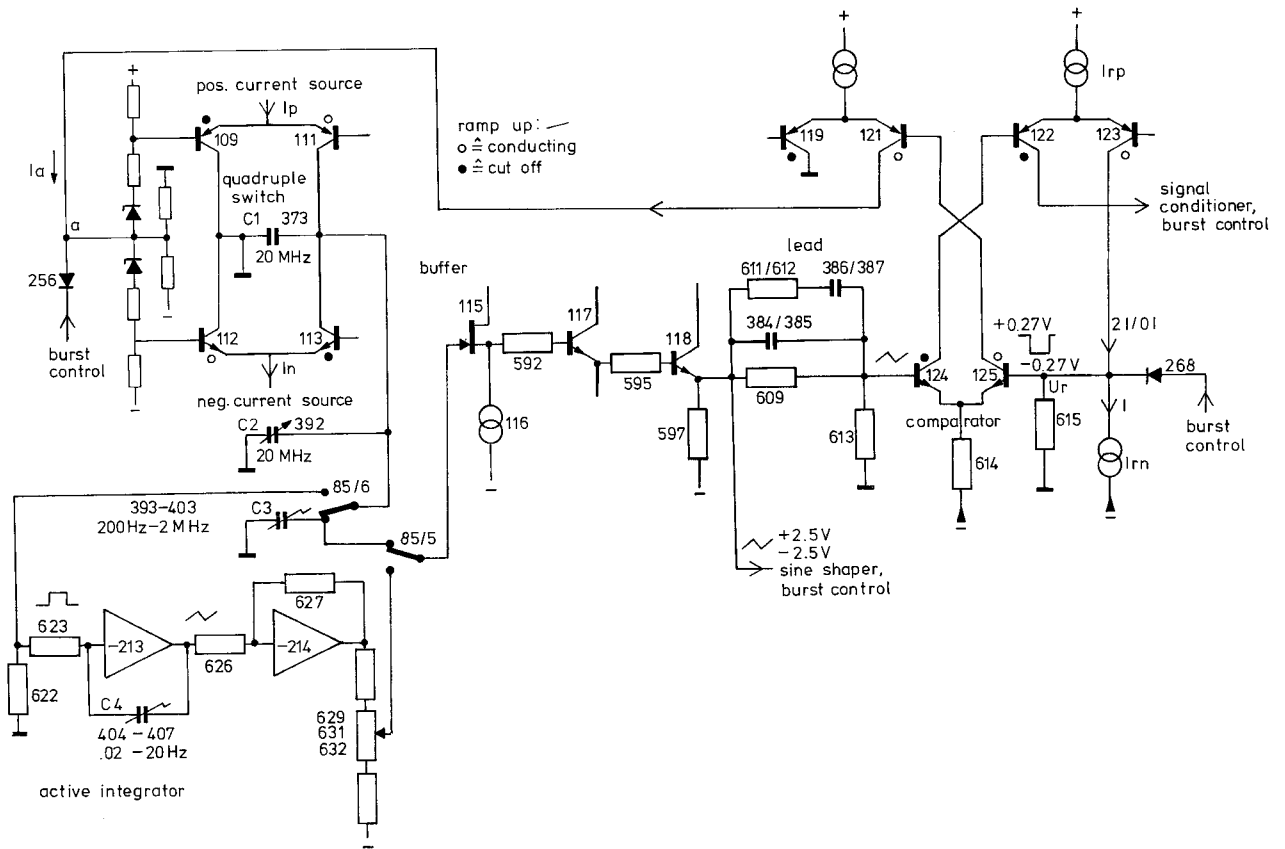 +
+
Irp
+
pos. current source
Ip
109
111
ramp up:
≙ conducting
≙ cut off
119
121
122
123
Iα
quadruple
switch
C1
373
20 MHz
α
256
burst
control
signal
conditioner,
burst control
lead
611/612
386/387
buffer
115
117
384/385
118
112
113
592
595
609
124
125
+0.27V
-0.27V
2I/0I
Ur
268
burst
control
In
neg. current source
C2
392
20 MHz
116
597
613
comparator
614
615
I
Irn
85/6
393-403
200Hz-2MHz
C3
85/5
+2.5V
-2.5V
sine shaper,
burst control
627
623
-213
626
-214
622
C4
404-407
.02-20Hz
629
631
632
active integrator